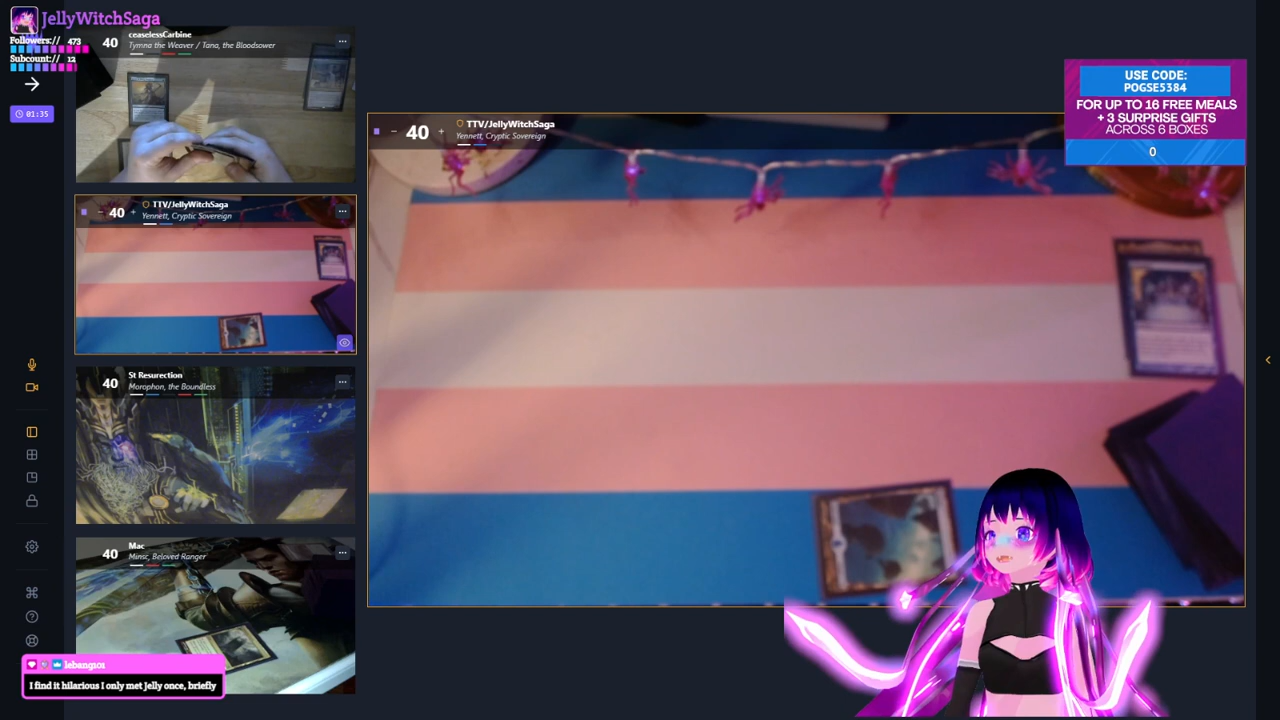 JellyWitchSaga
Followers:// 473
Subcount:// 12
01:35
40 ceaselessCarbine
Tymna the Weaver / Tana, the Bloodsower
40 TTV/JellyWitchSaga
Yennett, Cryptic Sovereign
40 St Resurection
Morophon, the Boundless
40 Mac
Minsc, Beloved Ranger
lebang101
I find it hilarious I only met Jelly once, briefly
40 TTV/JellyWitchSaga
Yennett, Cryptic Sovereign
USE CODE:
POGSE5384
FOR UP TO 16 FREE MEALS
+ 3 SURPRISE GIFTS
ACROSS 6 BOXES
0